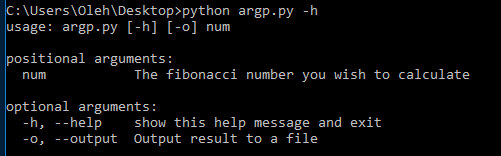 C:\Users\Oleh\Desktop>python argp.py -h
usage: argp.py [-h] [-o] num
positional arguments:
  num           The fibonacci number you wish to calculate
optional arguments:
  -h, --help    show this help message and exit
  -o, --output  Output result to a file